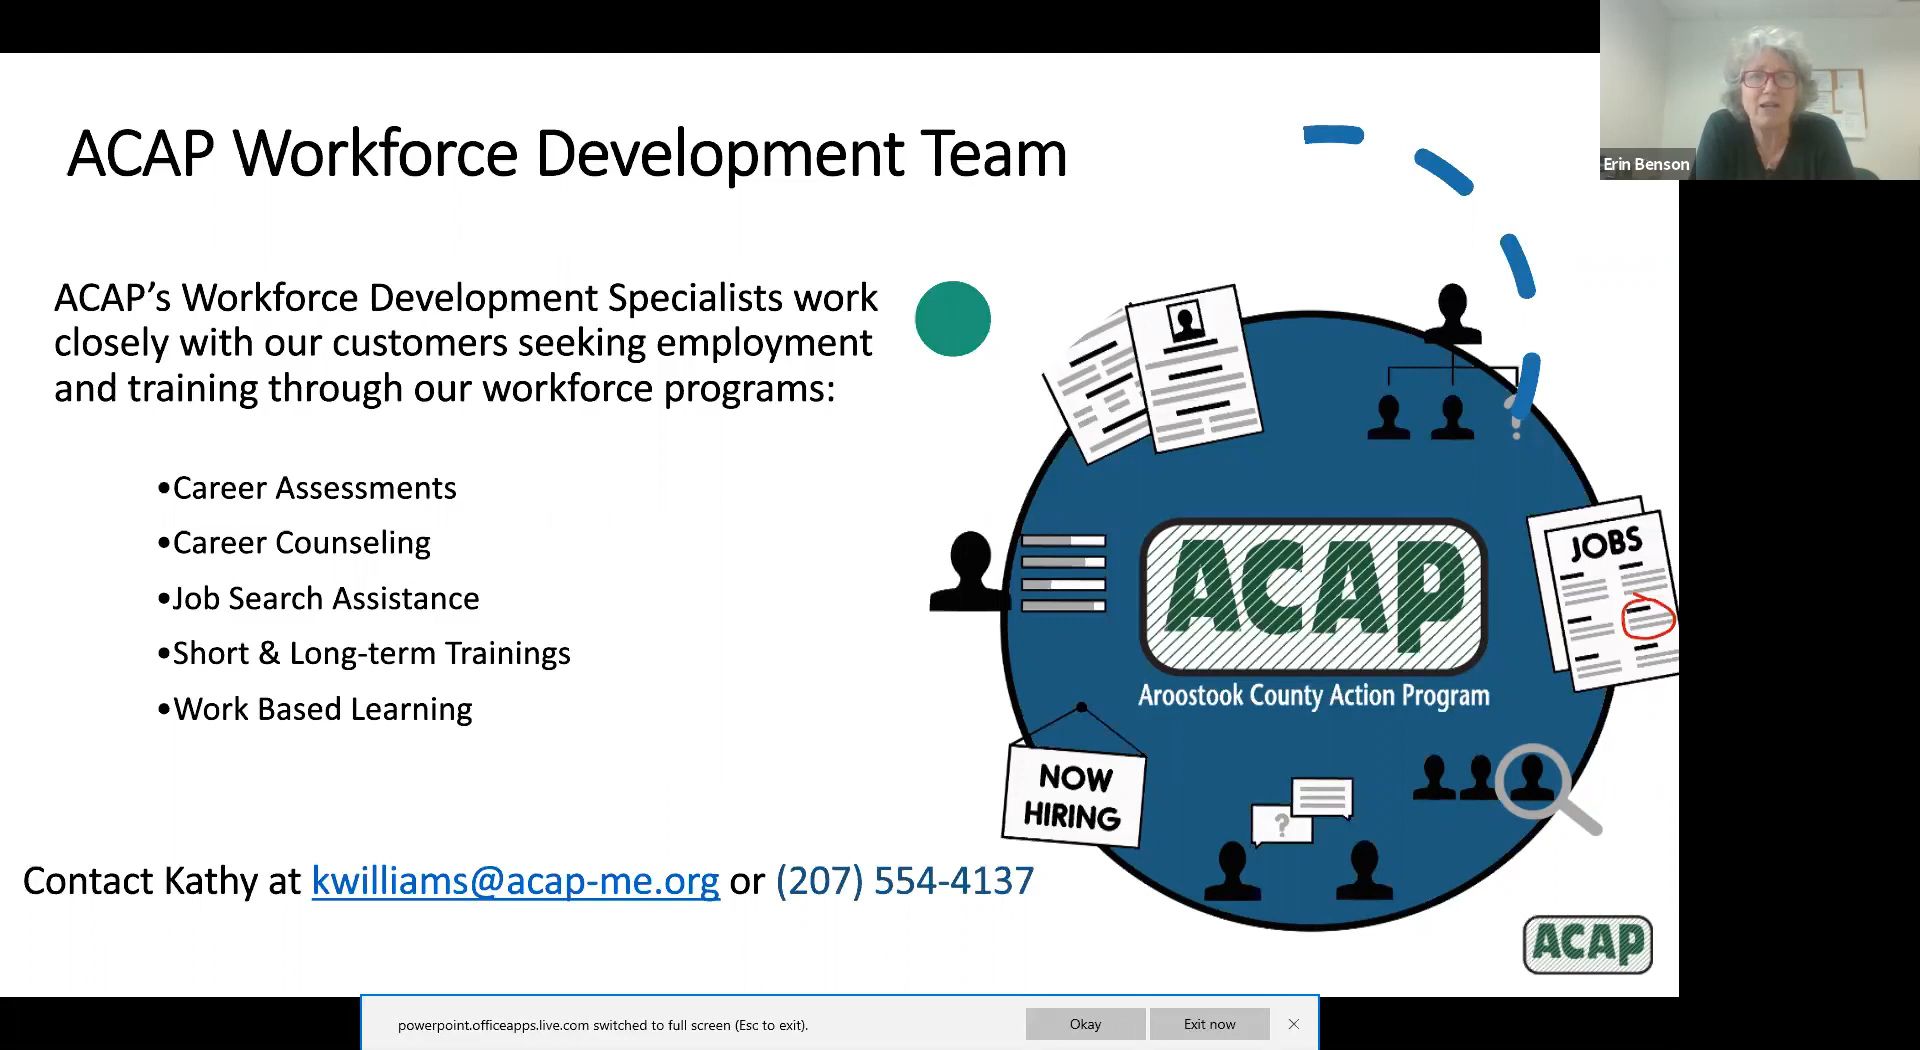 Erin Benson
ACAP Workforce Development Team
ACAP’s Workforce Development Specialists work
closely with our customers seeking employment
and training through our workforce programs:
•Career Assessments
•Career Counseling
•Job Search Assistance
•Short & Long-term Trainings
•Work Based Learning
Contact Kathy at kwilliams@acap-me.org or (207) 554-4137
?
JOBS
ACAP
Aroostook County Action Program
NOW
HIRING
?
ACAP
powerpoint.officeapps.live.com switched to full screen (Esc to exit).
Okay
Exit now